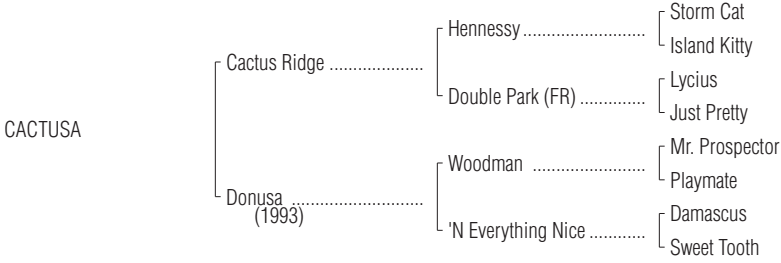 Storm Cat
Hennessy ..........................
Island Kitty
Cactus Ridge ....................
Lycius
Double Park (FR) ..............
Just Pretty
CACTUSA
Mr. Prospector
Woodman ........................
Playmate
Donusa ............................
(1993)
Damascus
'N Everything Nice ............
Sweet Tooth